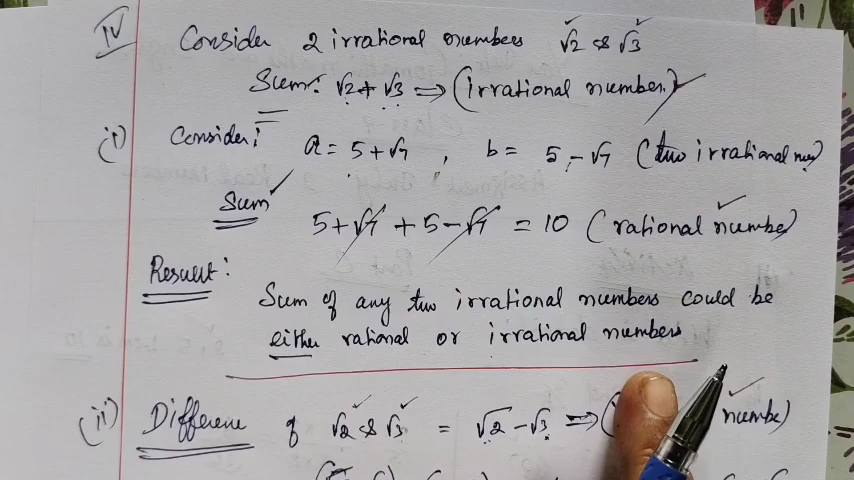 IV Consider 2 irrational numbers √2 & √3
Sum: √2 + √3 ⇒ (irrational number)
(i) Consider: a = 5 + √7 , b = 5 - √7 (two irrational nus)
Sum
5 + √7 + 5 - √7 = 10 (rational number)
Result:
Sum of any two irrational numbers could be
either rational or irrational numbers
(ii) Difference of √2 & √3 = √2 - √3 ⇒ ( number)